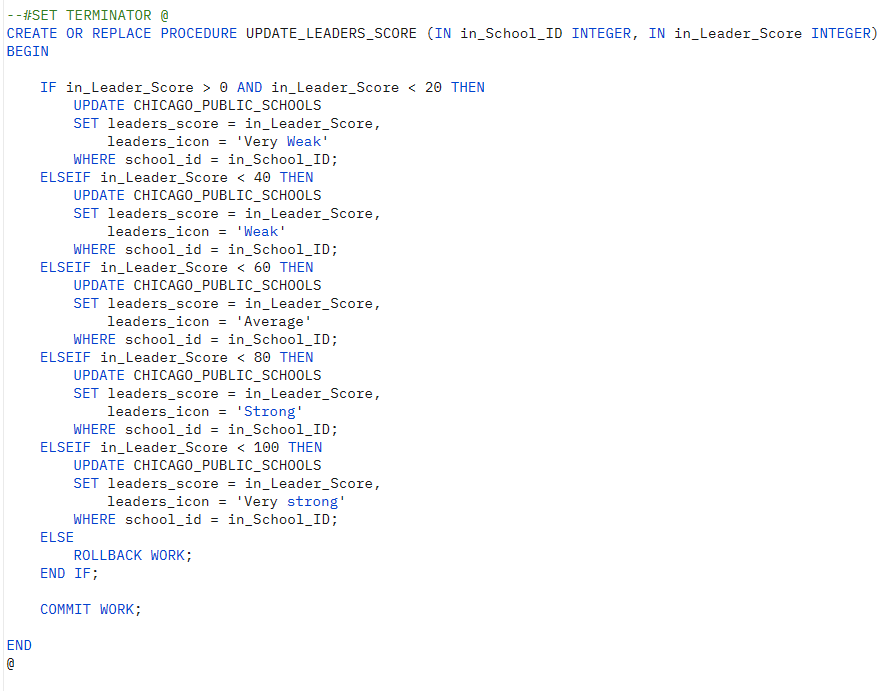 --#SET TERMINATOR @
CREATE OR REPLACE PROCEDURE UPDATE_LEADERS_SCORE (IN in_School_ID INTEGER, IN in_Leader_Score INTEGER)
BEGIN

    IF in_Leader_Score > 0 AND in_Leader_Score < 20 THEN
        UPDATE CHICAGO_PUBLIC_SCHOOLS
        SET leaders_score = in_Leader_Score,
            leaders_icon = 'Very Weak'
        WHERE school_id = in_School_ID;
    ELSEIF in_Leader_Score < 40 THEN
        UPDATE CHICAGO_PUBLIC_SCHOOLS
        SET leaders_score = in_Leader_Score,
            leaders_icon = 'Weak'
        WHERE school_id = in_School_ID;
    ELSEIF in_Leader_Score < 60 THEN
        UPDATE CHICAGO_PUBLIC_SCHOOLS
        SET leaders_score = in_Leader_Score,
            leaders_icon = 'Average'
        WHERE school_id = in_School_ID;
    ELSEIF in_Leader_Score < 80 THEN
        UPDATE CHICAGO_PUBLIC_SCHOOLS
        SET leaders_score = in_Leader_Score,
            leaders_icon = 'Strong'
        WHERE school_id = in_School_ID;
    ELSEIF in_Leader_Score < 100 THEN
        UPDATE CHICAGO_PUBLIC_SCHOOLS
        SET leaders_score = in_Leader_Score,
            leaders_icon = 'Very strong'
        WHERE school_id = in_School_ID;
    ELSE
        ROLLBACK WORK;
    END IF;

    COMMIT WORK;

END
@